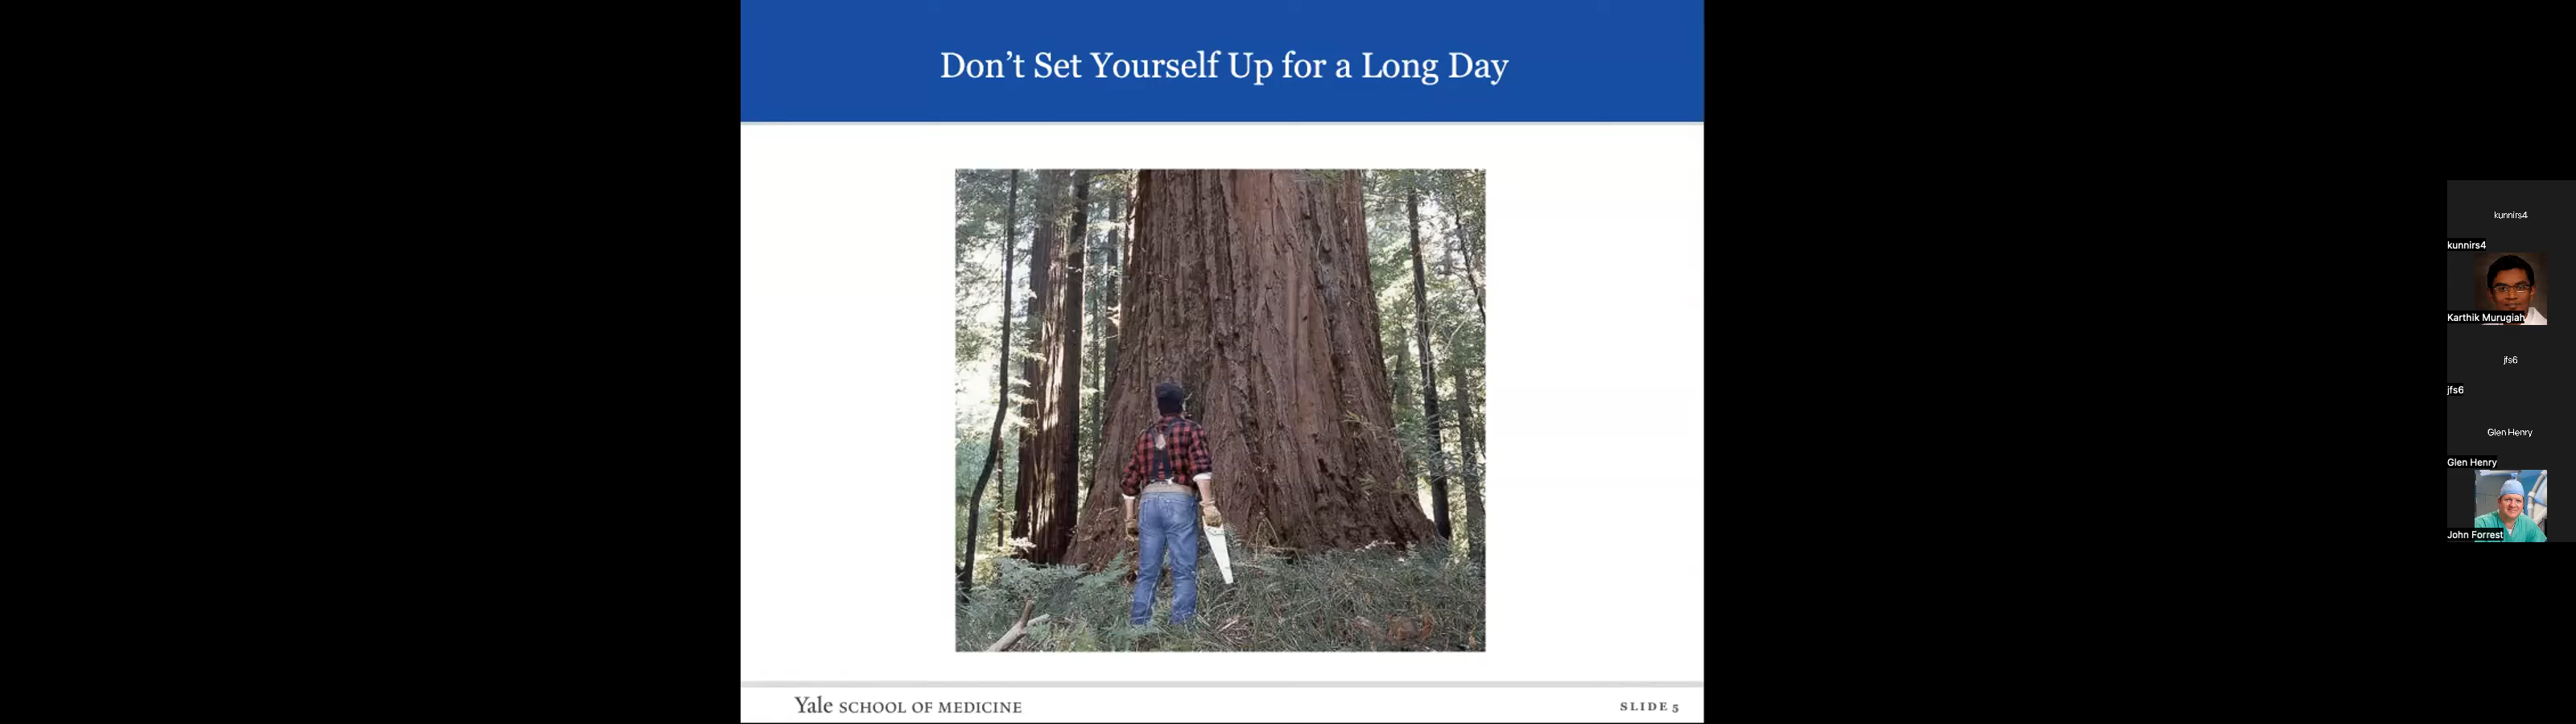 Don’t Set Yourself Up for a Long Day
Yale SCHOOL OF MEDICINE
SLIDE 5
kunnirs4
kunnirs4
Karthik Murugiah
jfs6
jfs6
Glen Henry
Glen Henry
John Forrest